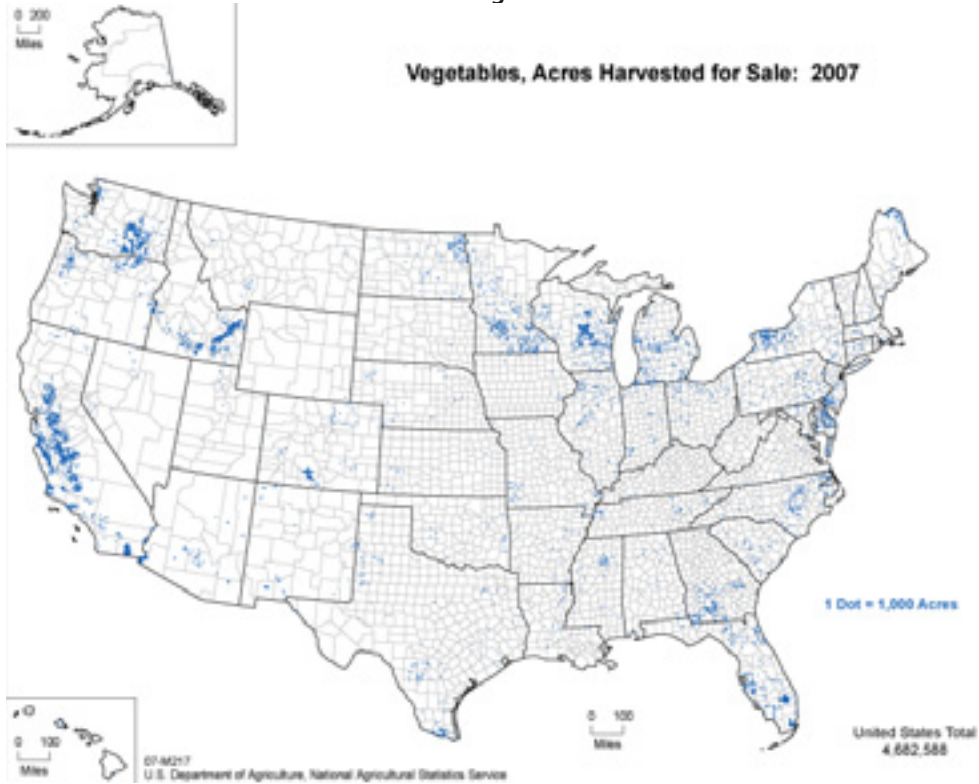 0 200
Miles
Vegetables, Acres Harvested for Sale: 2007
1 Dot = 1,000 Acres
0 100
Miles
0 100
Miles
United States Total
4,682,588
07-M217
U.S. Department of Agriculture, National Agricultural Statistics Service